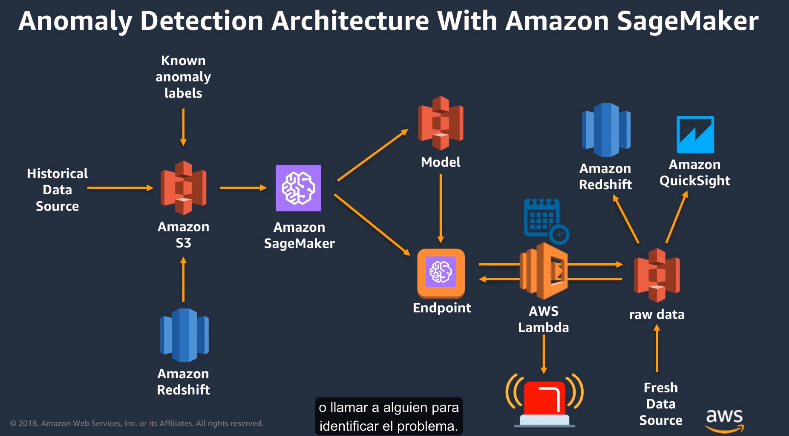 Anomaly Detection Architecture With Amazon SageMaker
Known
anomaly
labels
Historical
Data
Source
Amazon
S3
Amazon
SageMaker
Amazon
Redshift
Model
Endpoint
AWS
Lambda
Amazon
Redshift
Amazon
QuickSight
raw data
Fresh
Data
Source
o llamar a alguien para
identificar el problema.
© 2018, Amazon Web Services, Inc. or its Affiliates. All rights reserved.
aws